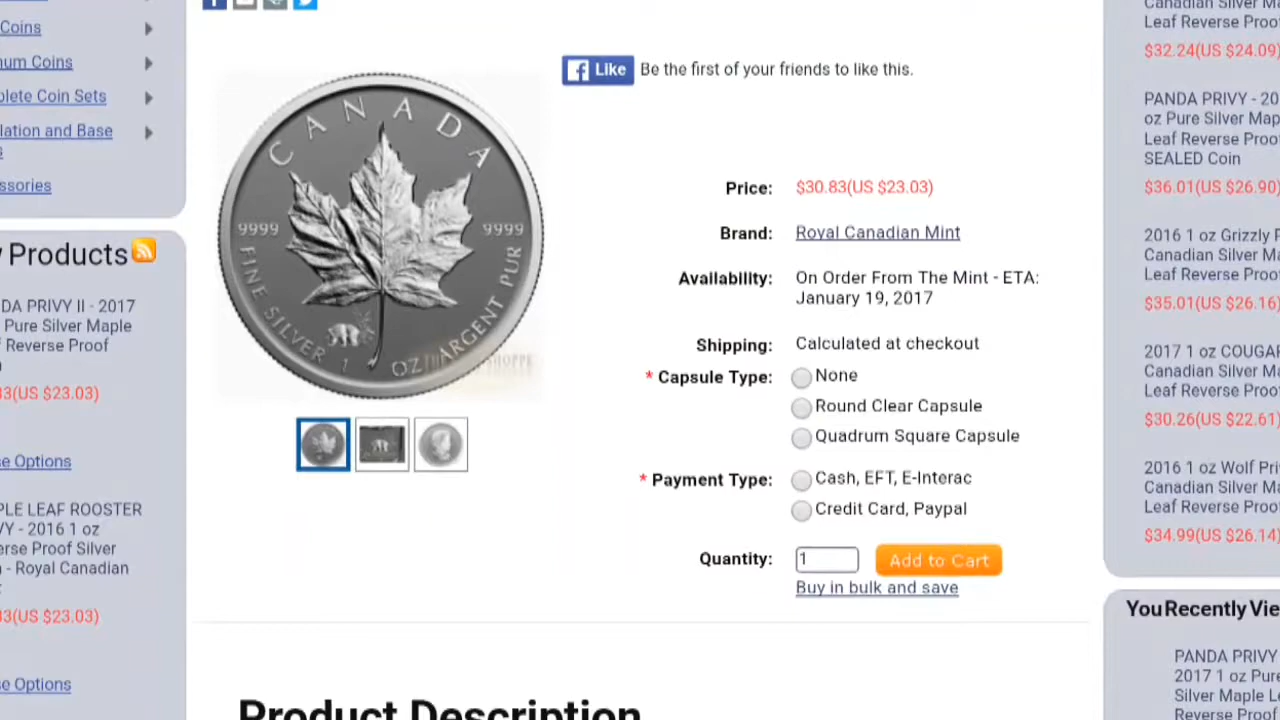 Coins
num Coins
plete Coin Sets
lation and Base
ssories
Products
DA PRIVY II - 2017
Pure Silver Maple
Reverse Proof
3(US $23.03)
se Options
PLE LEAF ROOSTER
VY - 2016 1 oz
erse Proof Silver
- Royal Canadian
3(US $23.03)
se Options
CANADA
9999
9999
FINE SILVER 1 OZ ARGENT PUR
Like
Be the first of your friends to like this.
Price:
$30.83(US $23.03)
Brand:
Royal Canadian Mint
Availability:
On Order From The Mint - ETA:
January 19, 2017
Shipping:
Calculated at checkout
* Capsule Type:
None
Round Clear Capsule
Quadrum Square Capsule
* Payment Type:
Cash, EFT, E-Interac
Credit Card, Paypal
Quantity:
1
Add to Cart
Buy in bulk and save
Product Description
Canadian Silver M
Leaf Reverse Proo
$32.24(US $24.09)
PANDA PRIVY - 20
oz Pure Silver Map
Leaf Reverse Proo
SEALED Coin
$36.01(US $26.90)
2016 1 oz Grizzly P
Canadian Silver Ma
Leaf Reverse Proo
$35.01(US $26.16)
2017 1 oz COUGAR
Canadian Silver Ma
Leaf Reverse Proo
$30.26(US $22.61)
2016 1 oz Wolf Pri
Canadian Silver Ma
Leaf Reverse Proo
$34.99(US $26.14)
You Recently Vie
PANDA PRIVY
2017 1 oz Pure
Silver Maple L
Reverse Proof